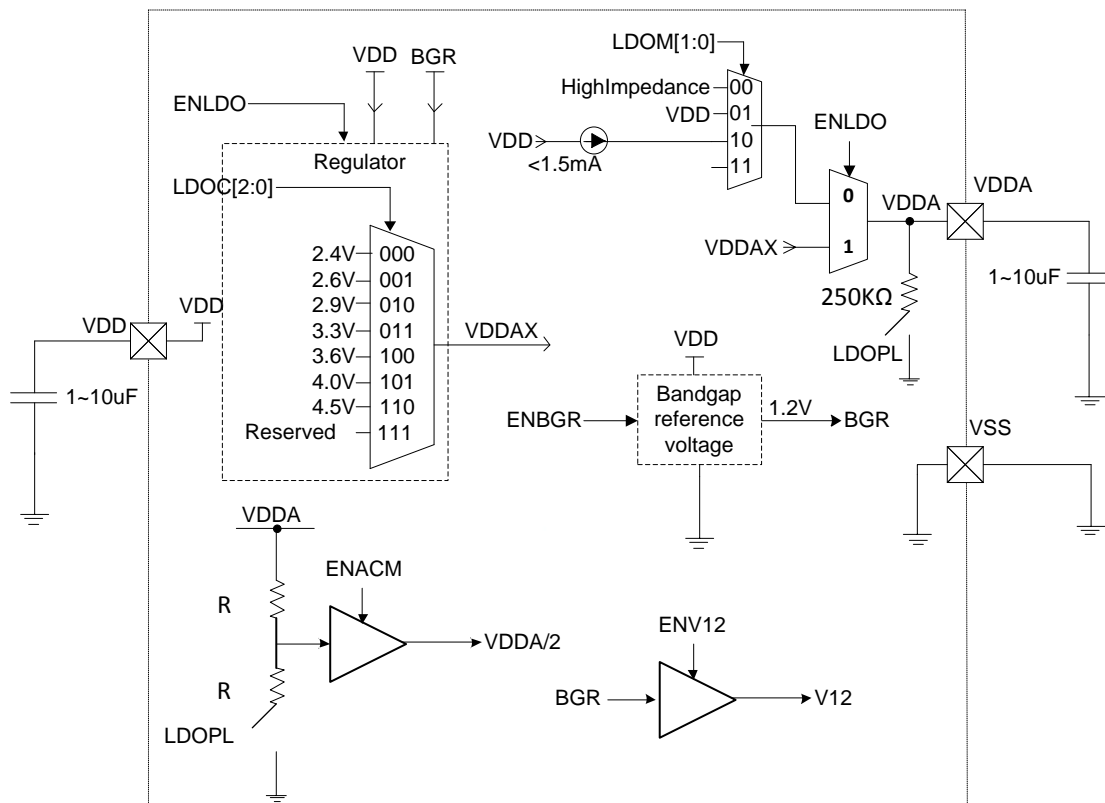 VDD
BGR
ENLDO
Regulator
LDOC[2:0]
2.4V
000
2.6V
001
2.9V
010
3.3V
011
3.6V
100
4.0V
101
4.5V
110
Reserved
111
VDDAX
VDD
VDD
1~10uF
LDOM[1:0]
HighImpedance
00
VDD
01
VDD
10
<1.5mA
11
ENLDO
0
VDDAX
1
VDDA
VDDA
250KΩ
LDOPL
1~10uF
VDD
ENBGR
Bandgap
reference
voltage
1.2V
BGR
VSS
VDDA
R
R
LDOPL
ENACM
VDDA/2
ENV12
BGR
V12